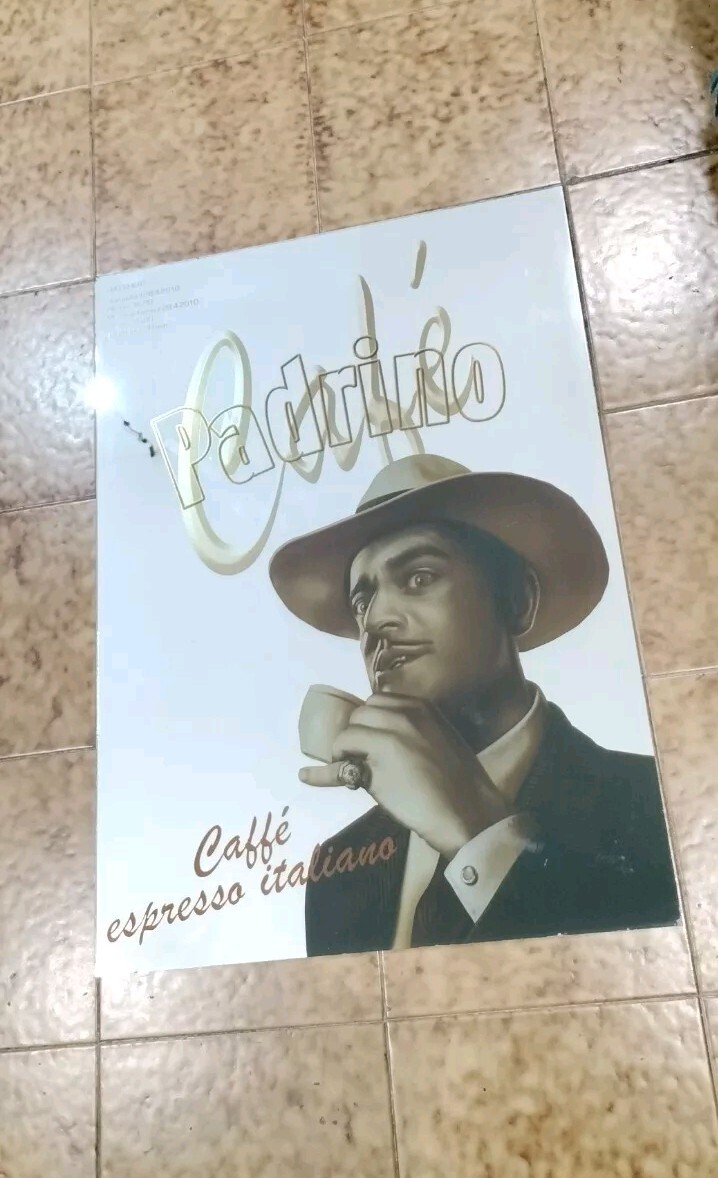 Café
Padrino
Caffé
espresso italiano